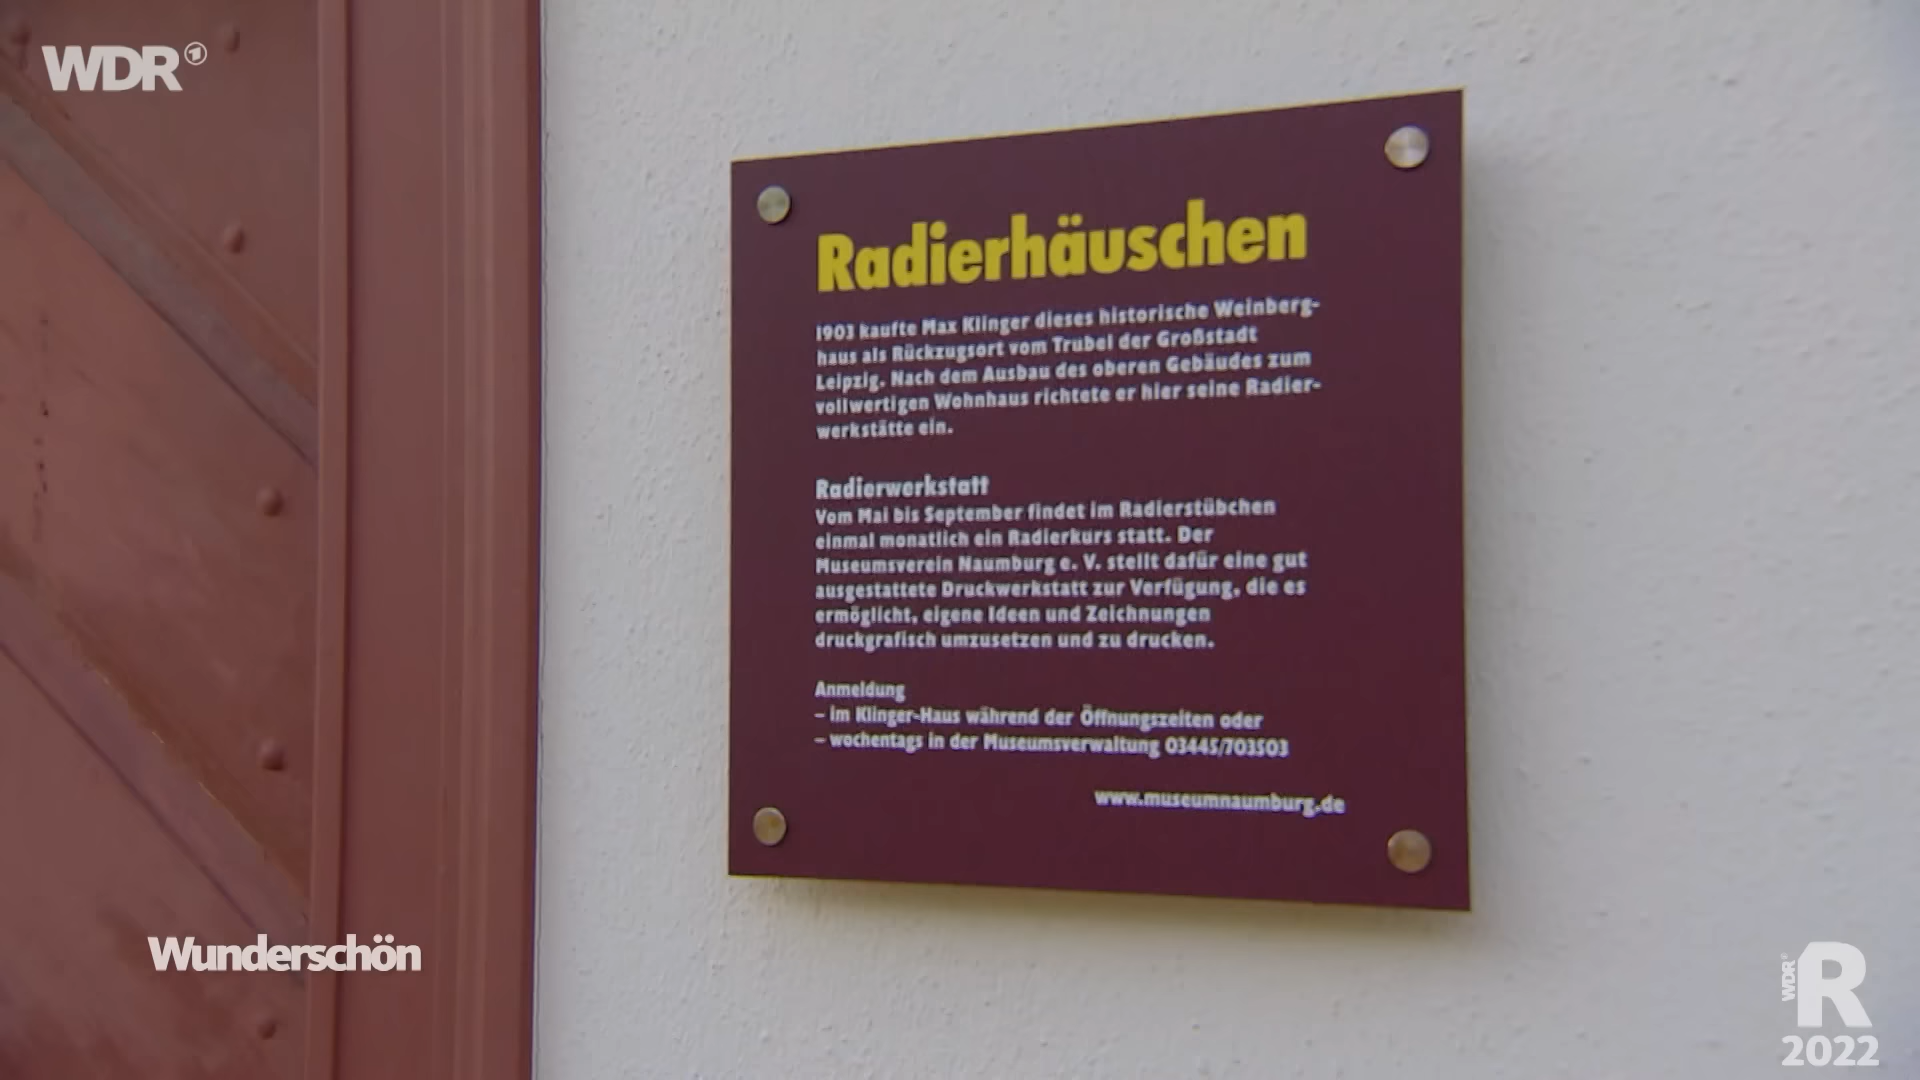 WDR
Radierhäuschen
1903 kaufte Max Klinger dieses historische Weinberg-
haus als Rückzugsort vom Trubel der Großstadt
Leipzig. Nach dem Ausbau des oberen Gebäudes zum
vollwertigen Wohnhaus richtete er hier seine Radier-
werkstätte ein.
Radierwerkstatt
Vom Mai bis September findet im Radierstübchen
einmal monatlich ein Radierkurs statt. Der
Museumsverein Naumburg e. V. stellt dafür eine gut
ausgestattete Druckwerkstatt zur Verfügung, die es
ermöglicht, eigene Ideen und Zeichnungen
druckgrafisch umzusetzen und zu drucken.
Anmeldung
– im Klinger-Haus während der Öffnungszeiten oder
– wochentags in der Museumsverwaltung 03445/703503
www.museumnaumburg.de
Wunderschön
WDR R
2022